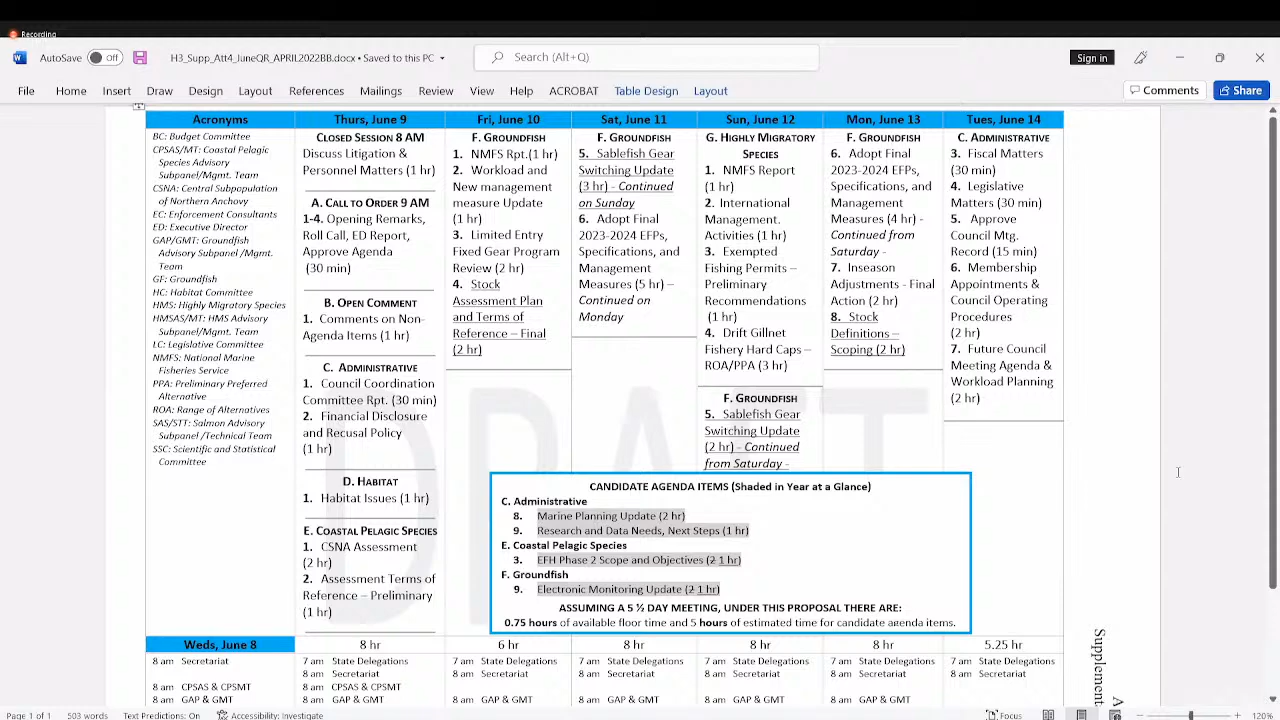 Recording
AutoSave Off H3_Supp_Att4_JuneQR_APRIL2022BB.docx • Saved to this PC Search (Alt+Q) Sign in
File Home Insert Draw Design Layout References Mailings Review View Help ACROBAT Table Design Layout Comments Share
Acronyms
BC: Budget Committee
CPSAS/MT: Coastal Pelagic
Species Advisory
Subpanel/Mgmt. Team
CSNA: Central Subpopulation
of Northern Anchovy
EC: Enforcement Consultants
ED: Executive Director
GAP/GMT: Groundfish
Advisory Subpanel /Mgmt.
Team
GF: Groundfish
HC: Habitat Committee
HMS: Highly Migratory Species
HMSAS/MT: HMS Advisory
Subpanel/Mgmt. Team
LC: Legislative Committee
NMFS: National Marine
Fisheries Service
PPA: Preliminary Preferred
Alternative
ROA: Range of Alternatives
SAS/STT: Salmon Advisory
Subpanel /Technical Team
SSC: Scientific and Statistical
Committee
Thurs, June 9
CLOSED SESSION 8 AM
Discuss Litigation &
Personnel Matters (1 hr)
A. CALL TO ORDER 9 AM
1-4. Opening Remarks,
Roll Call, ED Report,
Approve Agenda
(30 min)
B. OPEN COMMENT
1. Comments on Non-
Agenda Items (1 hr)
C. ADMINISTRATIVE
1. Council Coordination
Committee Rpt. (30 min)
2. Financial Disclosure
and Recusal Policy
(1 hr)
D. HABITAT
1. Habitat Issues (1 hr)
E. COASTAL PELAGIC SPECIES
1. CSNA Assessment
(2 hr)
2. Assessment Terms of
Reference – Preliminary
(1 hr)
Fri, June 10
F. GROUNDFISH
1. NMFS Rpt.(1 hr)
2. Workload and
New management
measure Update
(1 hr)
3. Limited Entry
Fixed Gear Program
Review (2 hr)
4. Stock
Assessment Plan
and Terms of
Reference – Final
(2 hr)
Sat, June 11
F. GROUNDFISH
5. Sablefish Gear
Switching Update
(3 hr) - Continued
on Sunday
6. Adopt Final
2023-2024 EFPs,
Specifications, and
Management
Measures (5 hr) –
Continued on
Monday
Sun, June 12
G. HIGHLY MIGRATORY
SPECIES
1. NMFS Report
(1 hr)
2. International
Management.
Activities (1 hr)
3. Exempted
Fishing Permits –
Preliminary
Recommendations
(1 hr)
4. Drift Gillnet
Fishery Hard Caps –
ROA/PPA (3 hr)
F. GROUNDFISH
5. Sablefish Gear
Switching Update
(2 hr) - Continued
from Saturday -
Mon, June 13
F. GROUNDFISH
6. Adopt Final
2023-2024 EFPs,
Specifications, and
Management
Measures (4 hr) -
Continued from
Saturday -
7. Inseason
Adjustments - Final
Action (2 hr)
8. Stock
Definitions –
Scoping (2 hr)
Tues, June 14
C. ADMINISTRATIVE
3. Fiscal Matters
(30 min)
4. Legislative
Matters (30 min)
5. Approve
Council Mtg.
Record (15 min)
6. Membership
Appointments &
Council Operating
Procedures
(2 hr)
7. Future Council
Meeting Agenda &
Workload Planning
(2 hr)
DRAFT
CANDIDATE AGENDA ITEMS (Shaded in Year at a Glance)
C. Administrative
8. Marine Planning Update (2 hr)
9. Research and Data Needs, Next Steps (1 hr)
E. Coastal Pelagic Species
3. EFH Phase 2 Scope and Objectives (2 1 hr)
F. Groundfish
9. Electronic Monitoring Update (2 1 hr)
ASSUMING A 5 ½ DAY MEETING, UNDER THIS PROPOSAL THERE ARE:
0.75 hours of available floor time and 5 hours of estimated time for candidate agenda items.
Weds, June 8 8 hr 6 hr 8 hr 8 hr 8 hr 5.25 hr
8 am Secretariat 7 am State Delegations 7 am State Delegations 7 am State Delegations 7 am State Delegations 7 am State Delegations 7 am State Delegations
8 am Secretariat 8 am Secretariat 8 am Secretariat 8 am Secretariat 8 am Secretariat 8 am Secretariat
8 am CPSAS & CPSMT 8 am CPSAS & CPSMT
8 am GAP & GMT 8 am GAP & GMT 8 am GAP & GMT 8 am GAP & GMT 8 am GAP & GMT 8 am GAP & GMT
Supplement
A
Page 1 of 1 503 words Text Predictions: On Accessibility: Investigate Focus 120%